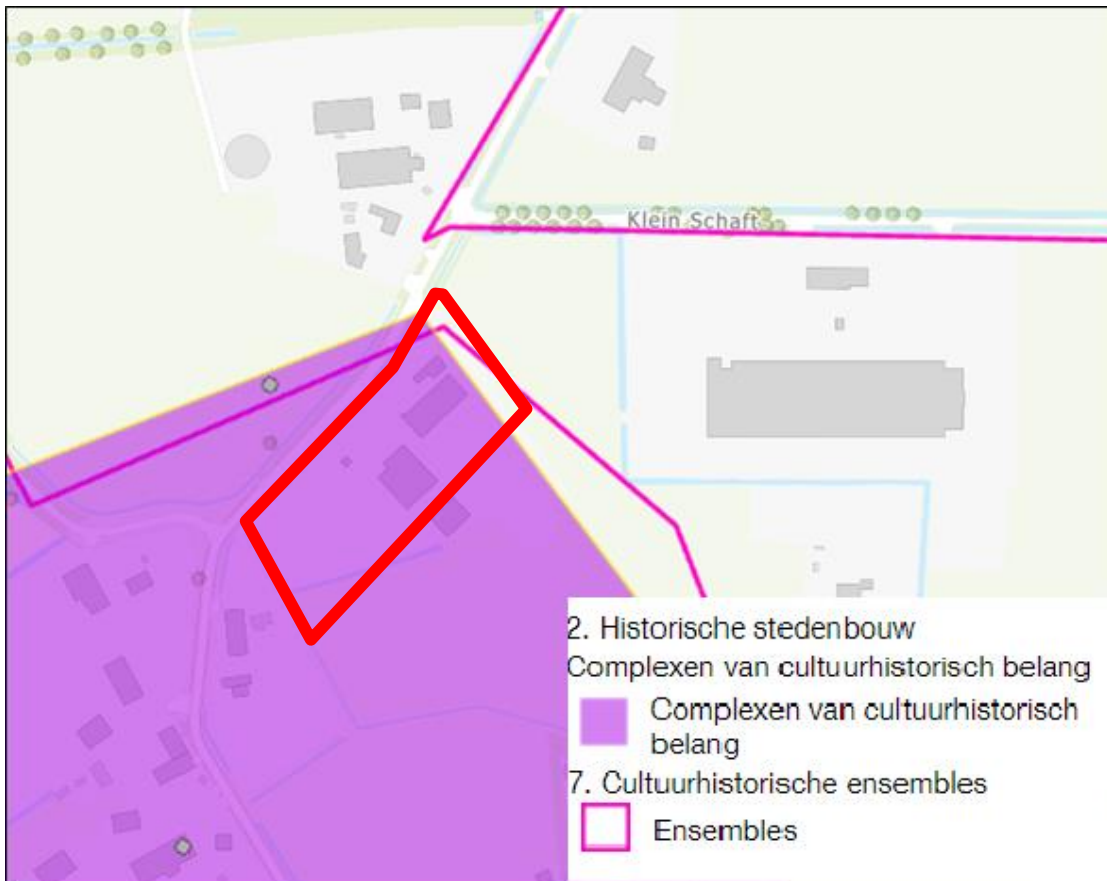 Klein Schaft
2. Historische stedenbouw
Complexen van cultuurhistorisch belang
Complexen van cultuurhistorisch
belang
7. Cultuurhistorische ensembles
Ensembles